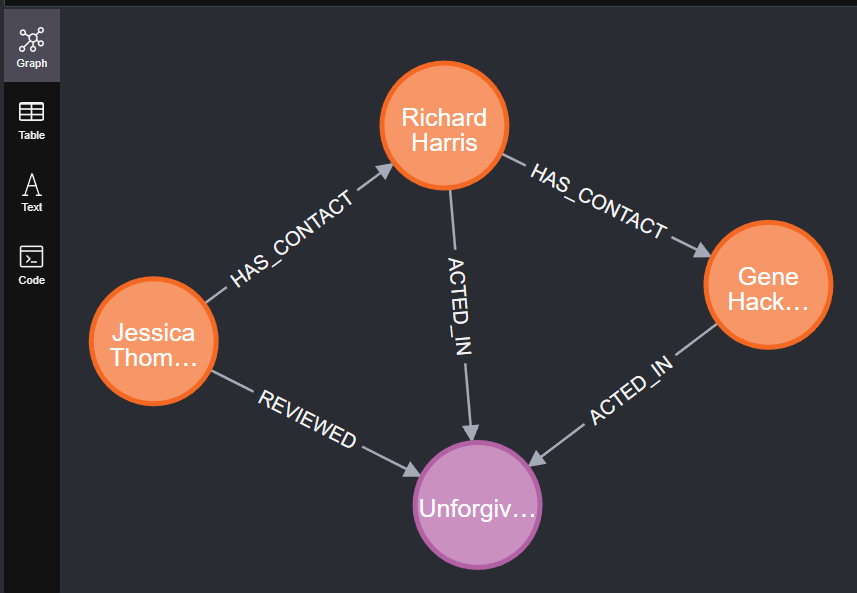 Graph
Table
Text
Code
Richard
Harris
HAS_CONTACT
HAS_CONTACT
Gene
Hack…
Jessica
Thom…
ACTED_IN
REVIEWED
ACTED_IN
Unforgiv…